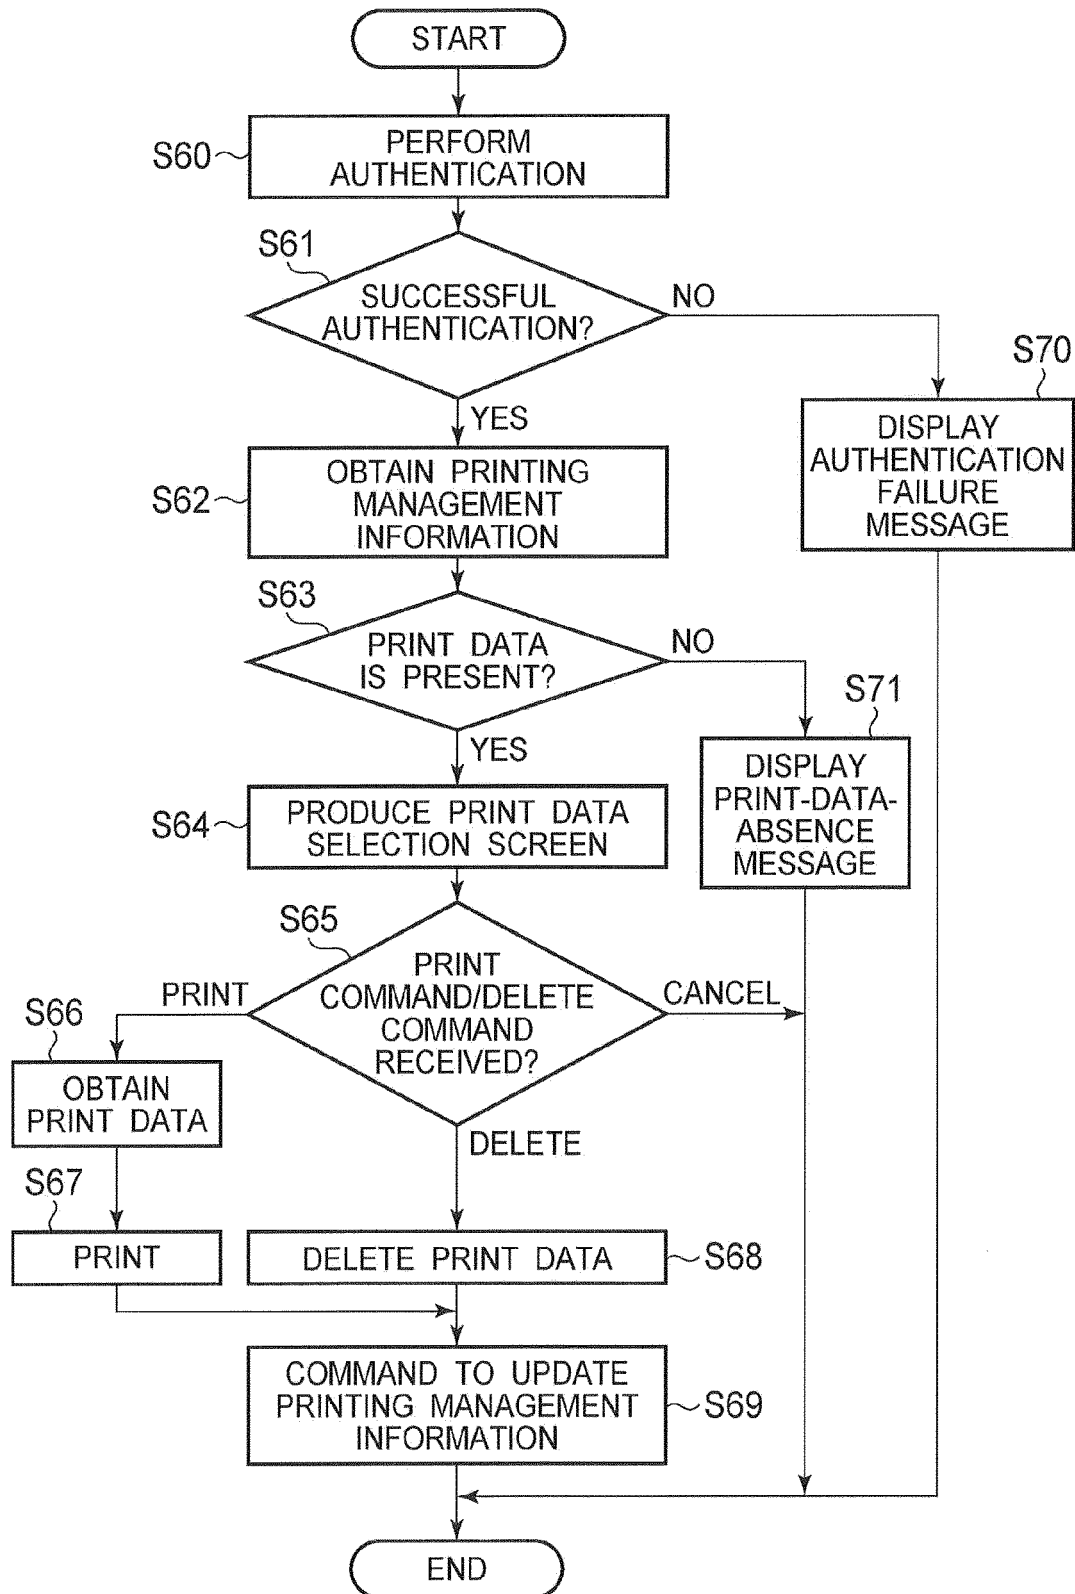 START
S60
PERFORM
AUTHENTICATION
S61
SUCCESSFUL
AUTHENTICATION?
NO
YES
S70
DISPLAY
AUTHENTICATION
FAILURE
MESSAGE
S62
OBTAIN PRINTING
MANAGEMENT
INFORMATION
S63
PRINT DATA
IS PRESENT?
NO
YES
S71
DISPLAY
PRINT-DATA-
ABSENCE
MESSAGE
S64
PRODUCE PRINT DATA
SELECTION SCREEN
S65
PRINT
COMMAND/DELETE
COMMAND
RECEIVED?
PRINT
CANCEL
DELETE
S66
OBTAIN
PRINT DATA
S67
PRINT
DELETE PRINT DATA
S68
COMMAND TO UPDATE
PRINTING MANAGEMENT
INFORMATION
S69
END